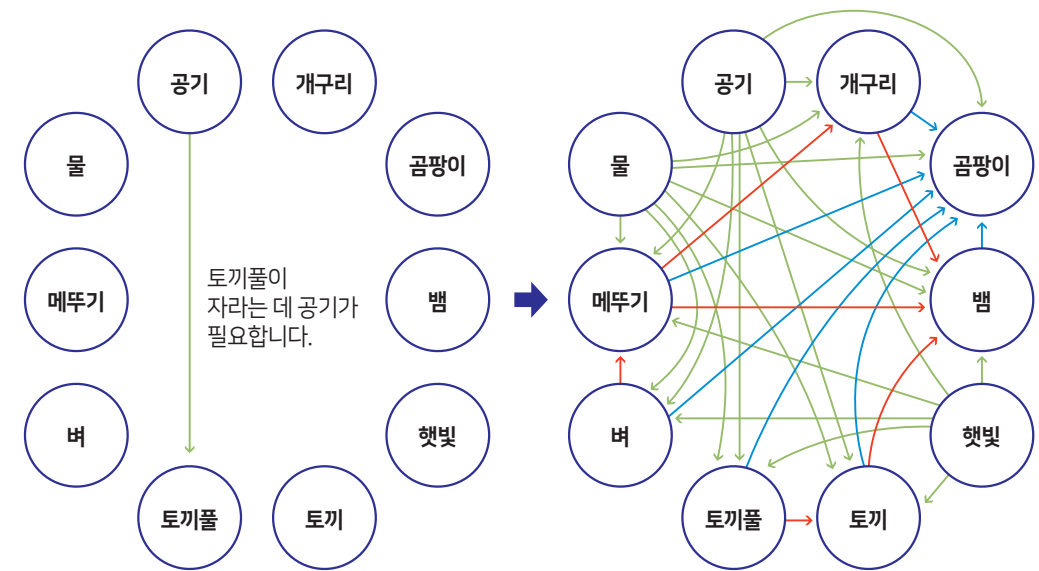 공기
개구리
물
곰팡이
메뚜기
토끼풀이
자라는 데 공기가
필요합니다.
뱀
벼
햇빛
토끼풀
토끼
공기
개구리
물
곰팡이
메뚜기
뱀
벼
햇빛
토끼풀
토끼